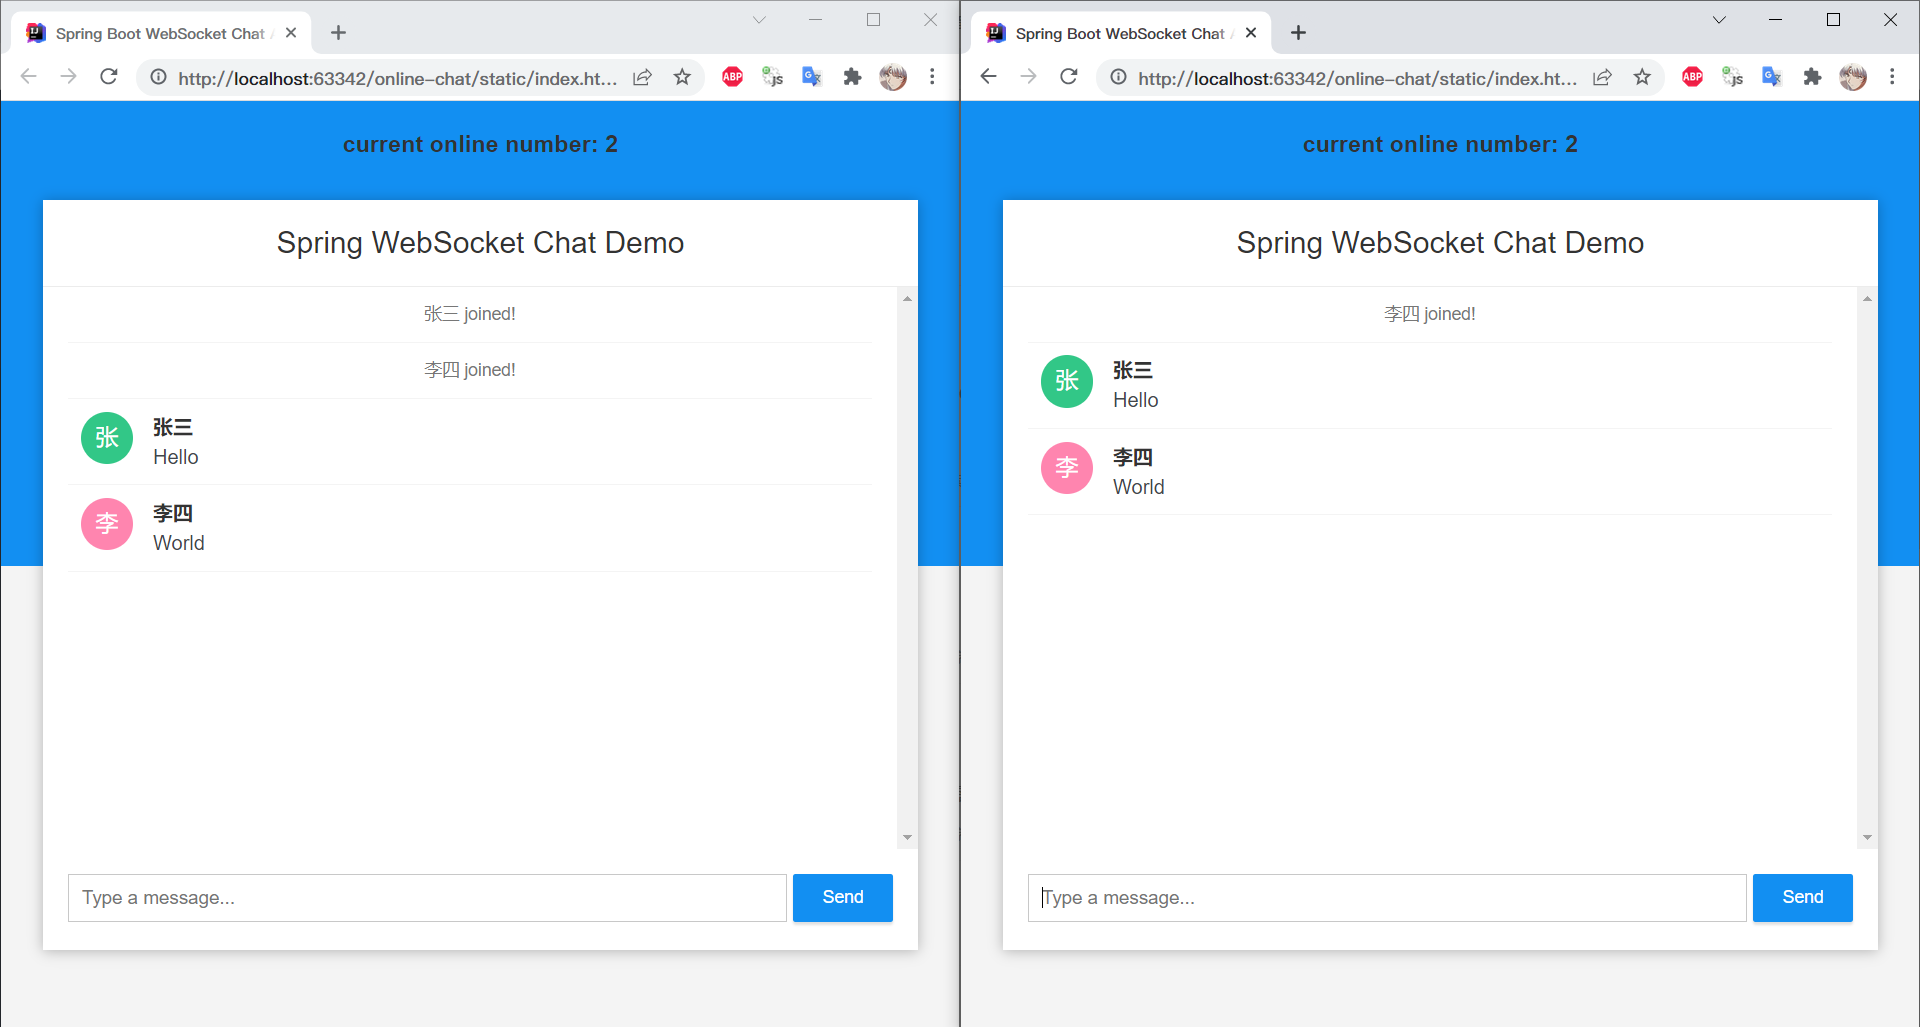 Spring Boot WebSocket Chat
http://localhost:63342/online-chat/static/index.ht...
ABP
JS
G
current online number: 2
Spring WebSocket Chat Demo
张三 joined!
李四 joined!
张
张三
Hello
李
李四
World
Type a message...
Send
Spring Boot WebSocket Chat
http://localhost:63342/online-chat/static/index.ht...
ABP
JS
G
current online number: 2
Spring WebSocket Chat Demo
李四 joined!
张
张三
Hello
李
李四
World
Type a message...
Send